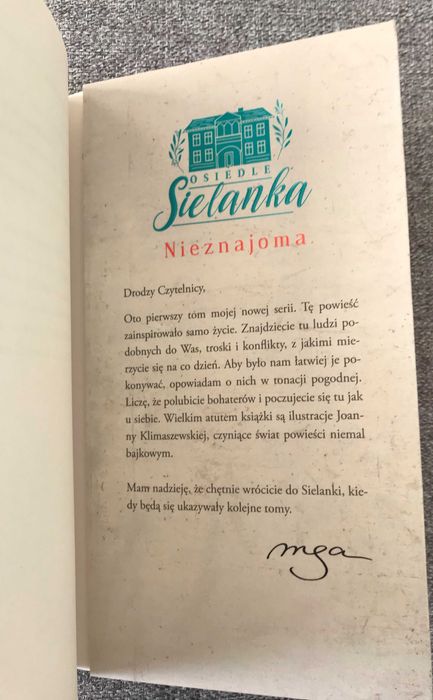 OSIEDLE
Sielanka
Nieznajoma
Drodzy Czytelnicy,
Oto pierwszy tom mojej nowej serii. Tę powieść
zainspirowało samo życie. Znajdziecie tu ludzi po-
dobnych do Was, troski i konflikty, z jakimi mie-
rzycie się na co dzień. Aby było nam łatwiej je po-
konywać, opowiadam o nich w tonacji pogodnej.
Liczę, że polubicie bohaterów i poczujecie się tu jak
u siebie. Wielkim atutem książki są ilustracje Joan-
ny Klimaszewskiej, czyniące świat powieści niemal
bajkowym.
Mam nadzieję, że chętnie wrócicie do Sielanki, kie-
dy będą się ukazywały kolejne tomy.
mga